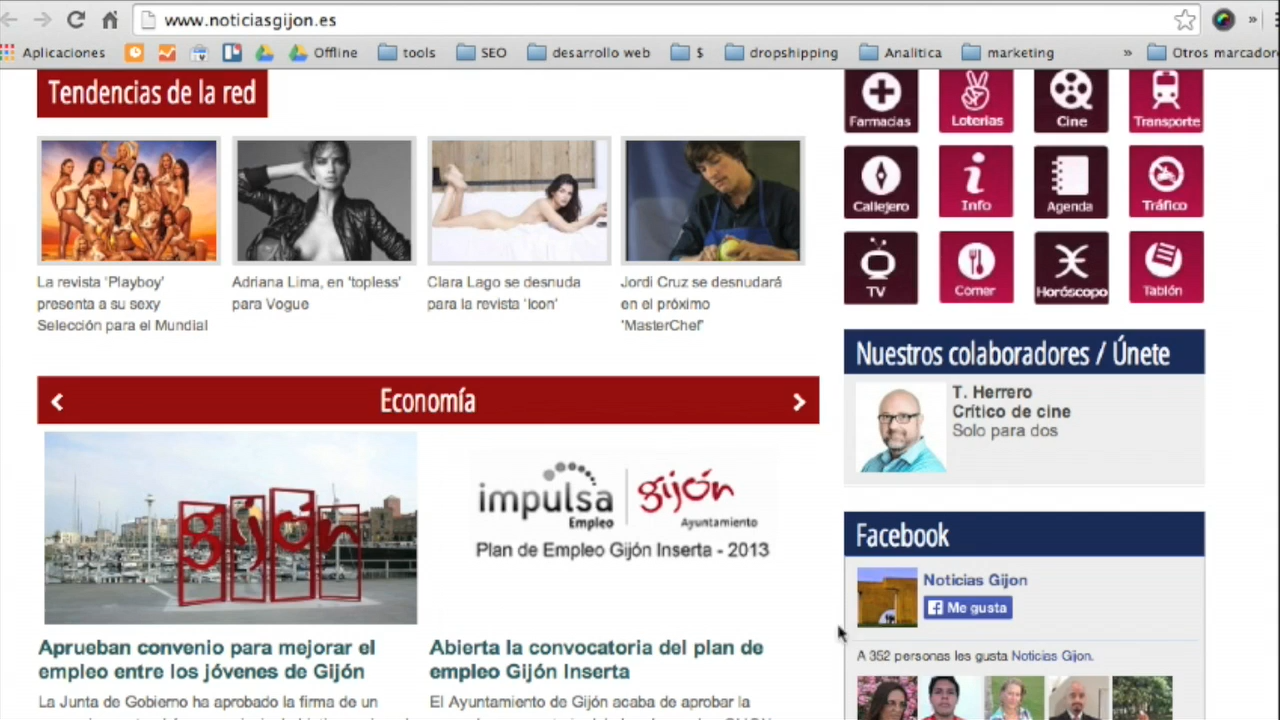 www.noticiasgijon.es
Aplicaciones
Offline
tools
SEO
desarrollo web
$
dropshipping
Analitica
marketing
»
Otros marcador
Tendencias de la red
La revista 'Playboy'
presenta a su sexy
Selección para el Mundial
Adriana Lima, en 'topless'
para Vogue
Clara Lago se desnuda
para la revista 'Icon'
Jordi Cruz se desnudará
en el próximo
'MasterChef'
Economía
gijón
impulsa
Empleo
gijón
Ayuntamiento
Plan de Empleo Gijón Inserta - 2013
Aprueban convenio para mejorar el
empleo entre los jóvenes de Gijón
La Junta de Gobierno ha aprobado la firma de un
Abierta la convocatoria del plan de
empleo Gijón Inserta
El Ayuntamiento de Gijón acaba de aprobar la
Farmacias
Loterias
Cine
Transporte
Callejero
Info
Agenda
Tráfico
TV
Comer
Horóscopo
Tablón
Nuestros colaboradores / Únete
T. Herrero
Crítico de cine
Solo para dos
Facebook
Noticias Gijon
Me gusta
A 352 personas les gusta Noticias Gijon.